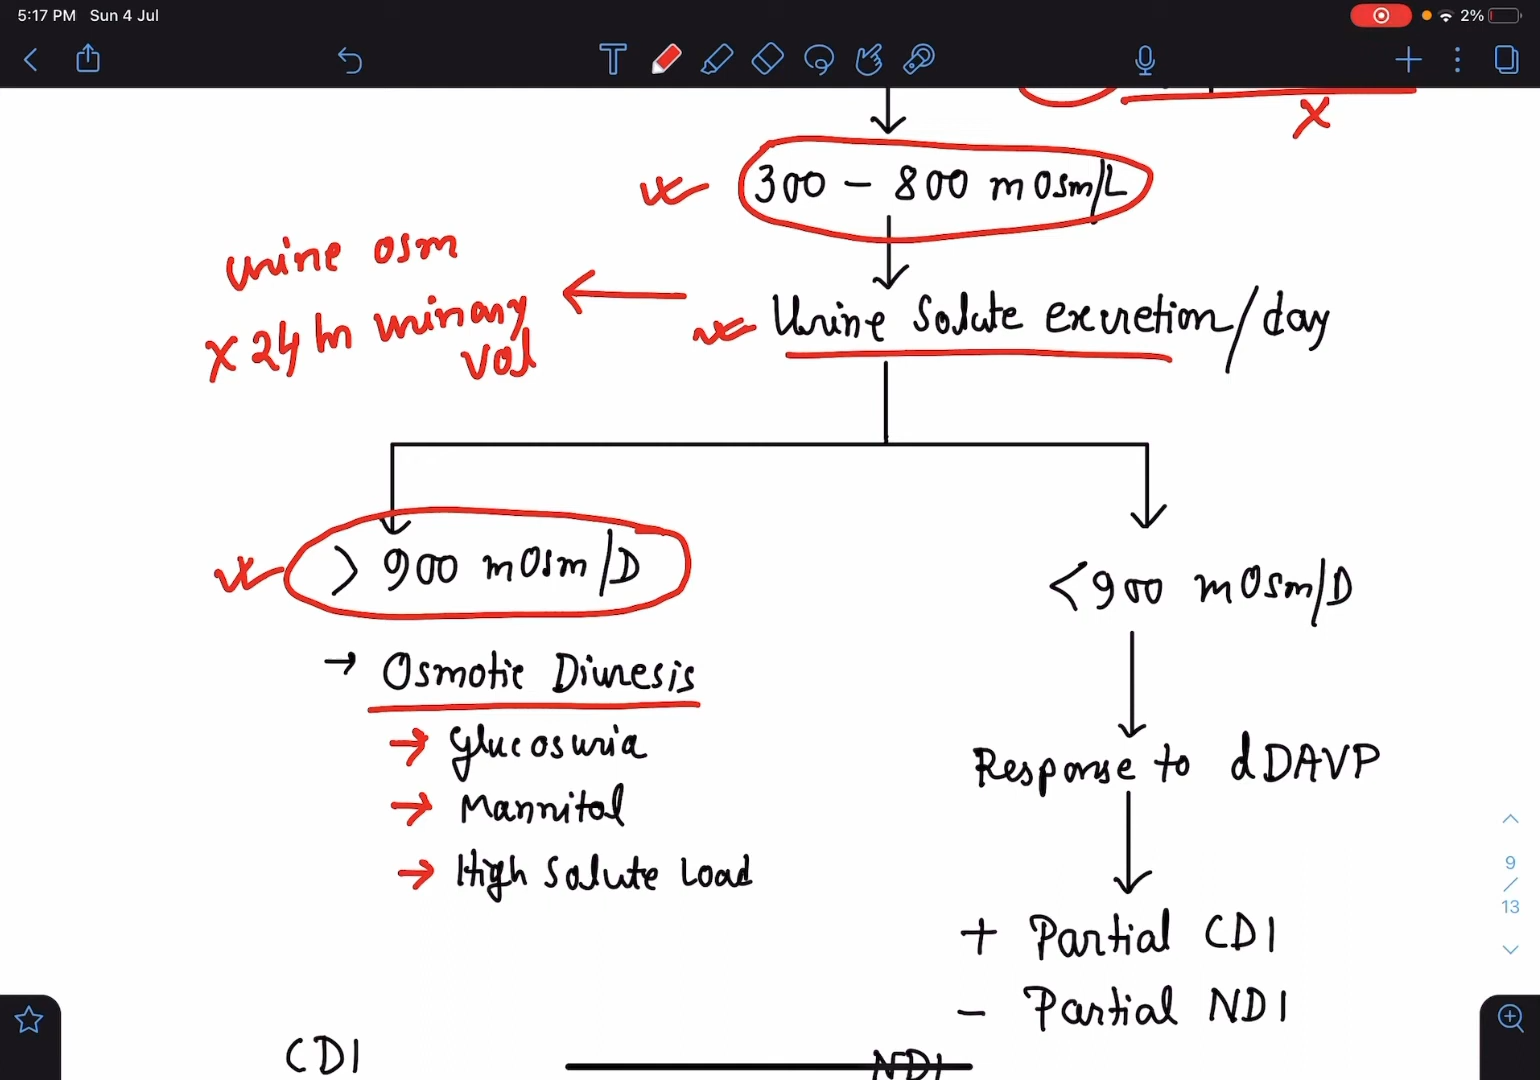 5:17 PM Sun 4 Jul
2%
X
300 - 800 mOsm/L
urine osm
x 24 hr urinary
vol
Urine Solute excretion/day
> 900 mOsm/D
<900 mOsm/D
→ Osmotic Diuresis
→ Glucosuria
→ Mannitol
→ High Solute Load
Response to dDAVP
+ Partial CDI
- Partial NDI
9
/
13
CDI
NDI